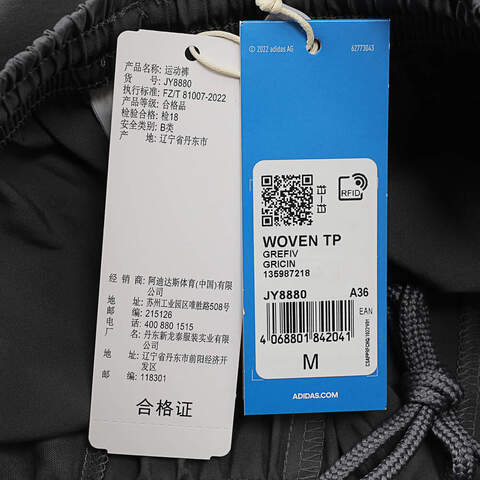 产品名称: 运动裤
货 号: JY8880
执行标准: FZ/T 81007-2022
产品等级: 合格品
检验合格: 检18
安全类别: B类
产 地: 辽宁省丹东市
经 销 商: 阿迪达斯体育(中国)有限
公司
地址: 苏州工业园区唯胜路508号
邮编: 215126
电话: 400 880 1515
厂名: 丹东新龙泰服装实业有限
公司
地址: 辽宁省丹东市前阳经济开
发区
邮编: 118301
合格证
©2022 adidas AG 62773043
RFID
WOVEN TP
GREFIV
GRICIN
135987218
JY8880 A36
EAN
4 068801 842041
M
ADIDAS.COM